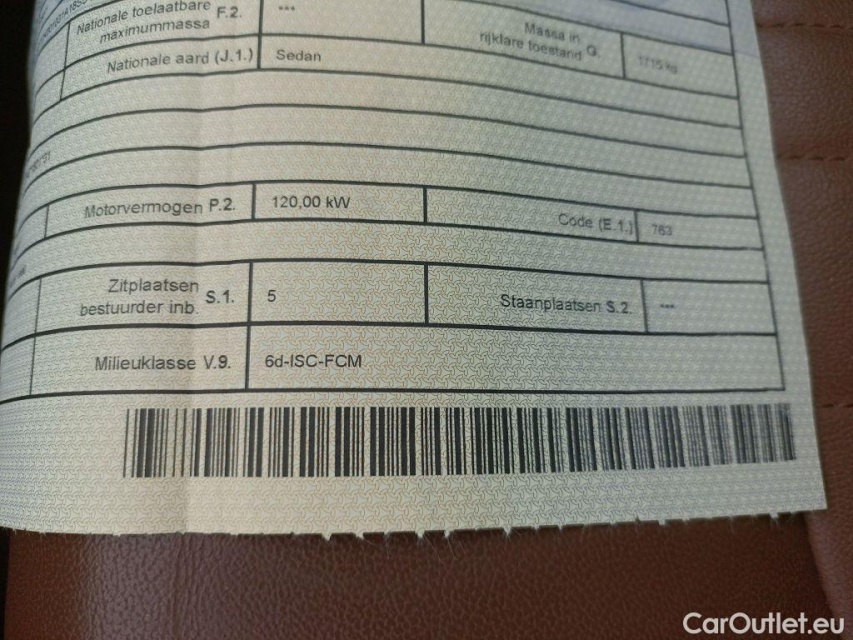 Nationale toelaatbare F.2. ---
maximummassa
Massa in G.
rijklare toestand
1715 kg
Nationale aard (J.1.) Sedan
Motorvermogen P.2. 120,00 kW
Code (E.1.) 763
Zitplaatsen S.1. 5
bestuurder inb.
Staanplaatsen S.2. ---
Milieuklasse V.9. 6d-ISC-FCM
CarOutlet.eu